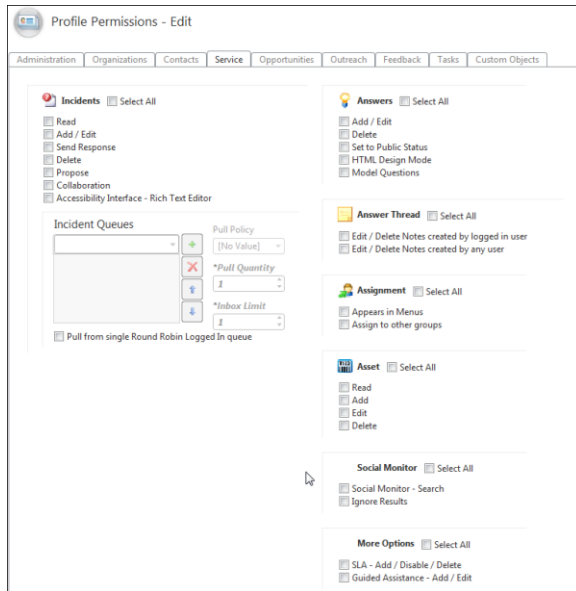 Profile Permissions - Edit
Administration Organizations Contacts Service Opportunities Outreach Feedback Tasks Custom Objects
Incidents Select All
Read
Add / Edit
Send Response
Delete
Propose
Collaboration
Accessibility Interface - Rich Text Editor
Incident Queues
Pull Policy
[No Value]
*Pull Quantity
1
*Inbox Limit
1
Pull from single Round Robin Logged In queue
Answers Select All
Add / Edit
Delete
Set to Public Status
HTML Design Mode
Model Questions
Answer Thread Select All
Edit / Delete Notes created by logged in user
Edit / Delete Notes created by any user
Assignment Select All
Appears in Menus
Assign to other groups
Asset Select All
Read
Add
Edit
Delete
Social Monitor Select All
Social Monitor - Search
Ignore Results
More Options Select All
SLA - Add / Disable / Delete
Guided Assistance - Add / Edit